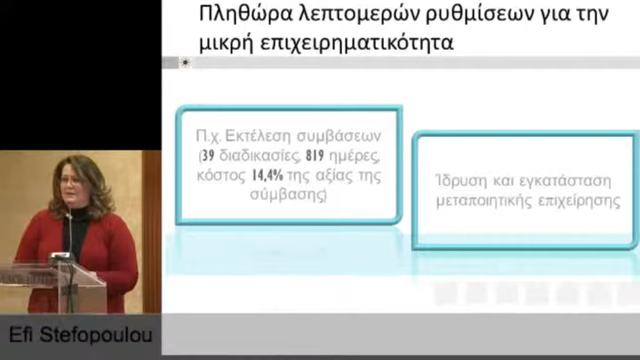 Πληθώρα λεπτομερών ρυθμίσεων για την
μικρή επιχειρηματικότητα
Π.χ. Εκτέλεση συμβάσεων
(39 διαδικασίες, 819 ημέρες,
κόστος 14,4% της αξίας της
σύμβασης)
Ίδρυση και εγκατάσταση
μεταποιητικής επιχείρησης
Efi Stefopoulou